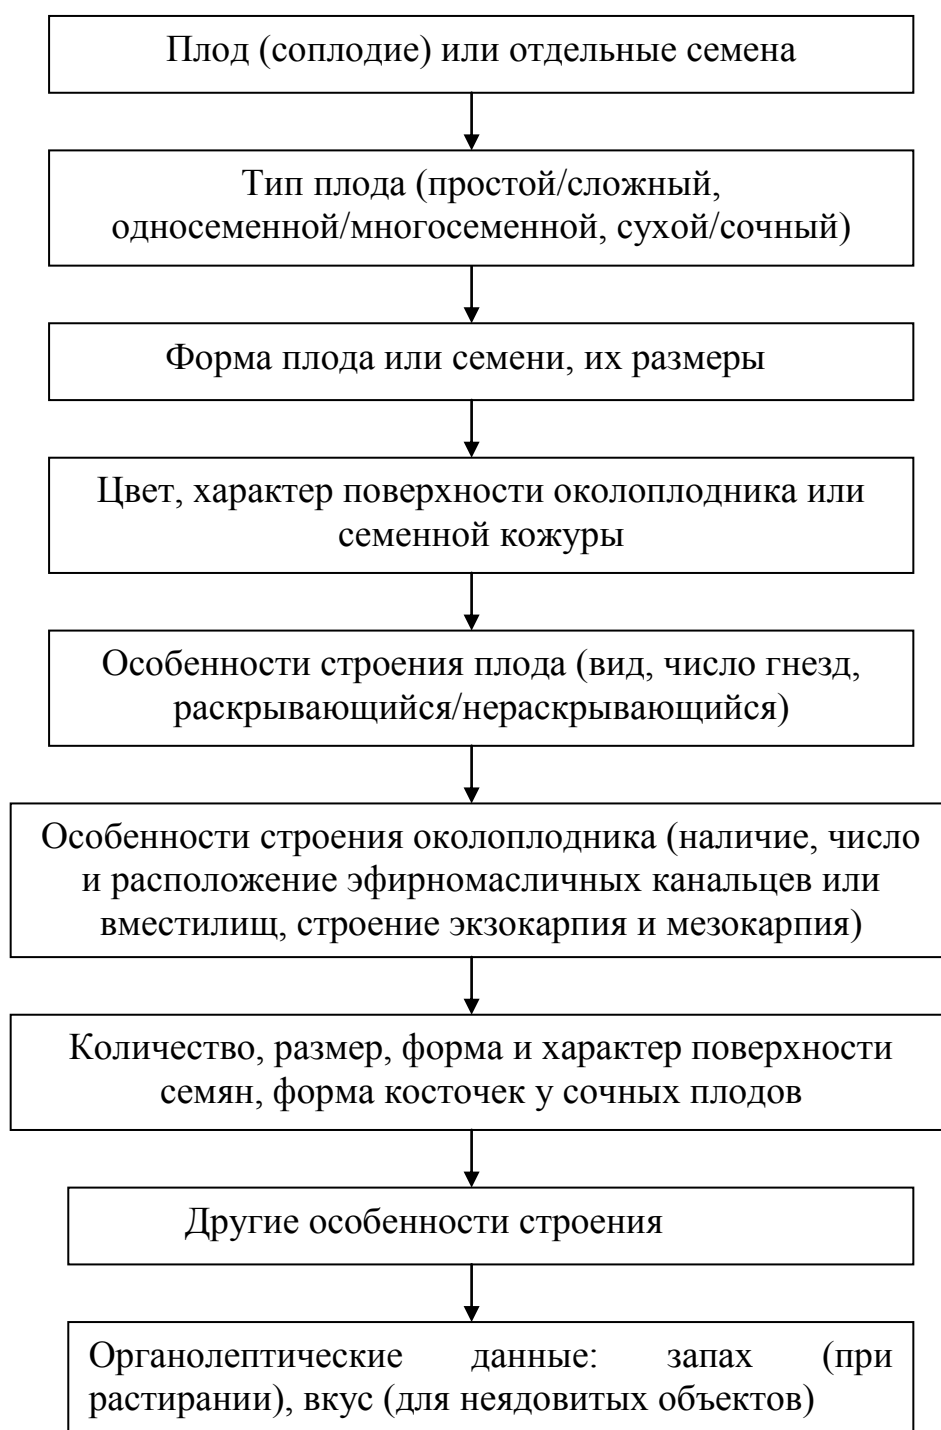 Плод (соплодие) или отдельные семена
Тип плода (простой/сложный,
односеменной/многосеменной, сухой/сочный)
Форма плода или семени, их размеры
Цвет, характер поверхности околоплодника или
семенной кожуры
Особенности строения плода (вид, число гнезд,
раскрывающийся/нераскрывающийся)
Особенности строения околоплодника (наличие, число
и расположение эфирномасличных канальцев или
вместилищ, строение экзокарпия и мезокарпия)
Количество, размер, форма и характер поверхности
семян, форма косточек у сочных плодов
Другие особенности строения
Органолептические данные: запах (при
растирании), вкус (для неядовитых объектов)